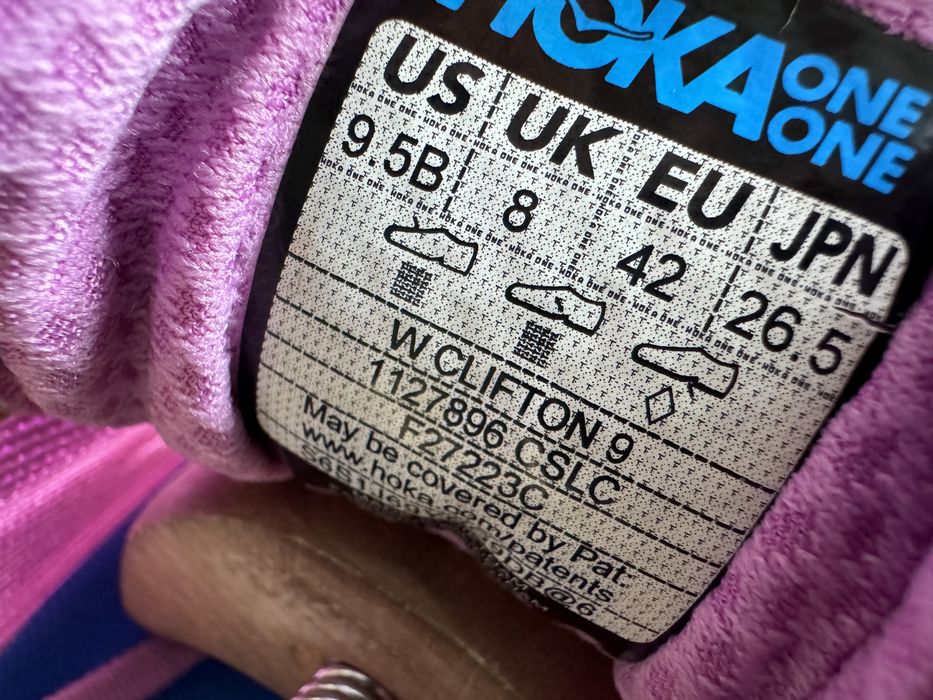 HOKA ONE ONE
US UK EU JPN
9.5B 8 42 26.5
W CLIFTON 9
1127896 CSLC
F27223C
May be covered by Pat.
www.hoka.com/patents